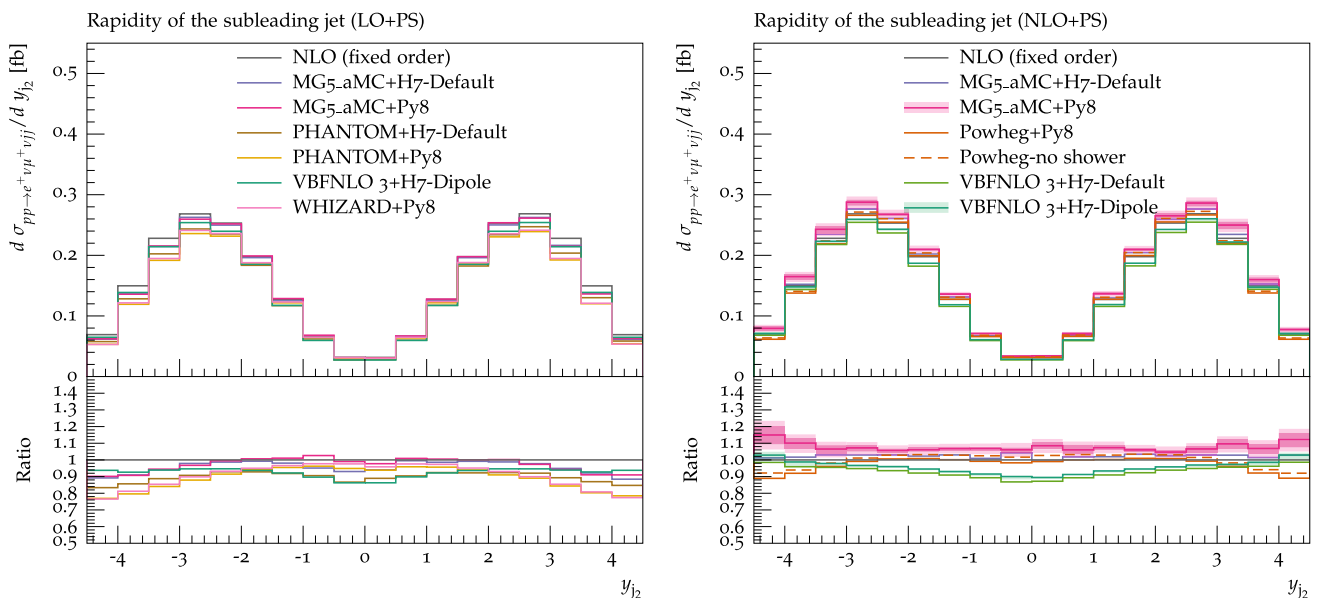 Rapidity of the subleading jet (LO+PS)
d σpp→e⁺νμ⁺νjj/d yj₂ [fb]
0.5
0.4
0.3
0.2
0.1
0
NLO (fixed order)
MG5_aMC+H7-Default
MG5_aMC+Py8
PHANTOM+H7-Default
PHANTOM+Py8
VBFNLO 3+H7-Dipole
WHIZARD+Py8
Ratio
1.4
1.3
1.2
1.1
1.0
0.9
0.8
0.7
0.6
0.5
-4 -3 -2 -1 0 1 2 3 4
yj₂
Rapidity of the subleading jet (NLO+PS)
d σpp→e⁺νμ⁺νjj/d yj₂ [fb]
0.5
0.4
0.3
0.2
0.1
0
NLO (fixed order)
MG5_aMC+H7-Default
MG5_aMC+Py8
Powheg+Py8
Powheg-no shower
VBFNLO 3+H7-Default
VBFNLO 3+H7-Dipole
Ratio
1.4
1.3
1.2
1.1
1.0
0.9
0.8
0.7
0.6
0.5
-4 -3 -2 -1 0 1 2 3 4
yj₂